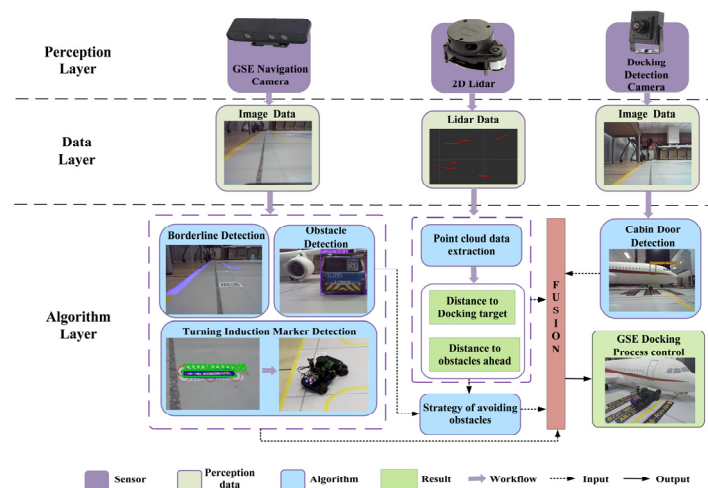 Perception
Layer
GSE Navigation
Camera
2D Lidar
Docking
Detection
Camera
Data
Layer
Image Data
Lidar Data
Image Data
Algorithm
Layer
Borderline Detection
Obstacle
Detection
Turning Induction Marker Detection
Point cloud data
extraction
Distance to
Docking target
Distance to
obstacles ahead
Strategy of avoiding
obstacles
FUSION
Cabin Door
Detection
GSE Docking
Process control
Sensor
Perception
data
Algorithm
Result
Workflow
Input
Output